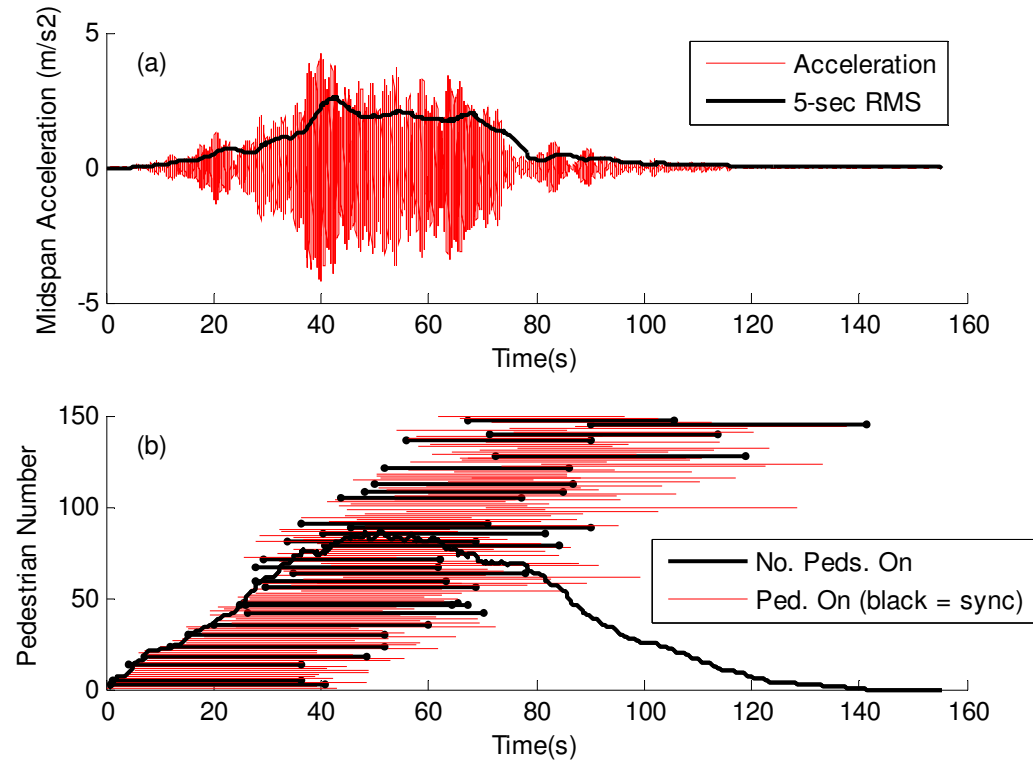 Midspan Acceleration (m/s2)
(a)
Acceleration
5-sec RMS
5
0
-5
0 20 40 60 80 100 120 140 160
Time(s)
Pedestrian Number
(b)
No. Peds. On
Ped. On (black = sync)
150
100
50
0
0 20 40 60 80 100 120 140 160
Time(s)